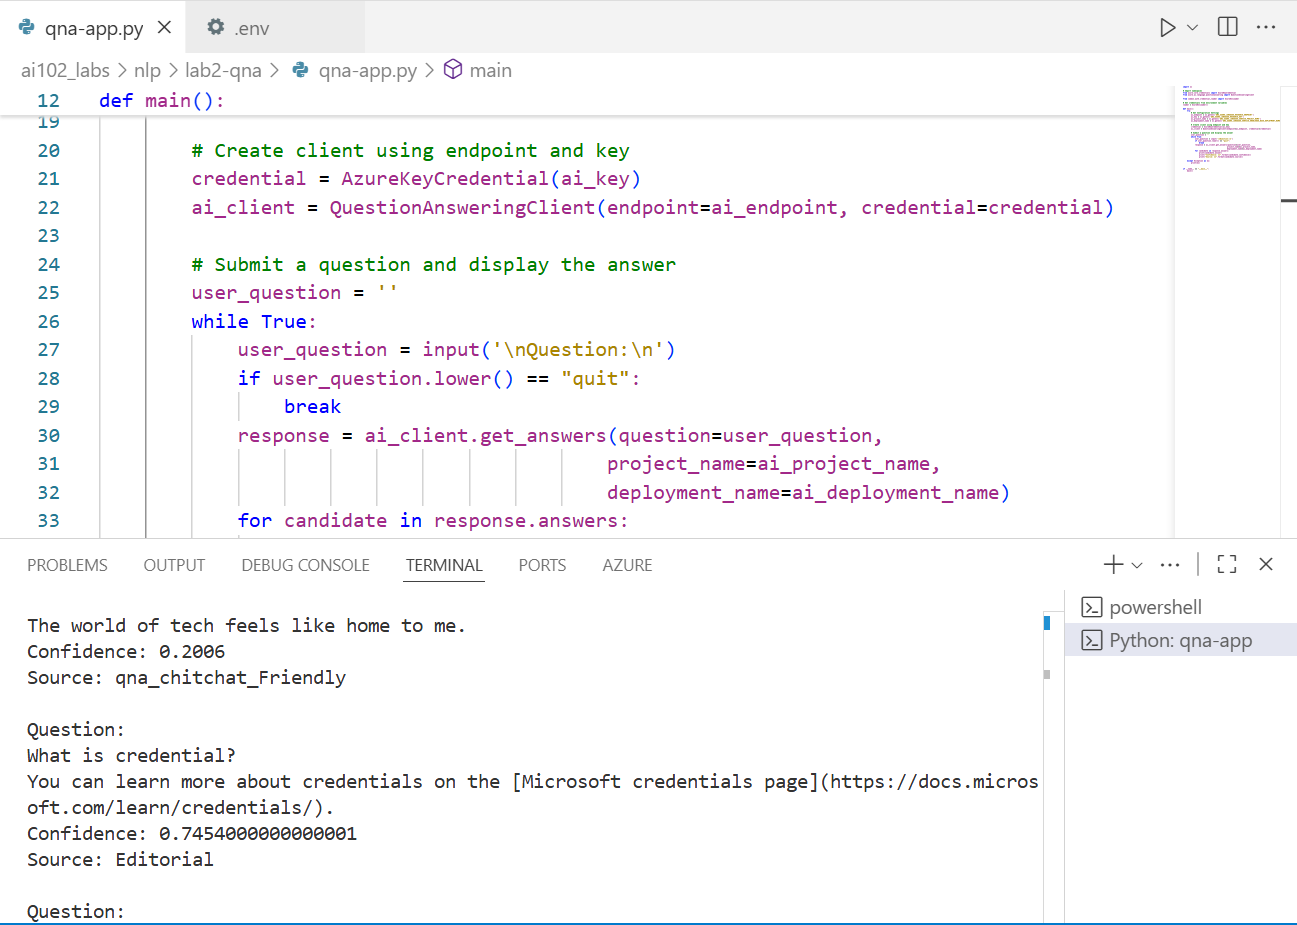 qna-app.py
.env
ai102_labs > nlp > lab2-qna > qna-app.py > main
12 def main():
19
20 # Create client using endpoint and key
21 credential = AzureKeyCredential(ai_key)
22 ai_client = QuestionAnsweringClient(endpoint=ai_endpoint, credential=credential)
23
24 # Submit a question and display the answer
25 user_question = ''
26 while True:
27 user_question = input('\nQuestion:\n')
28 if user_question.lower() == "quit":
29 break
30 response = ai_client.get_answers(question=user_question,
31 project_name=ai_project_name,
32 deployment_name=ai_deployment_name)
33 for candidate in response.answers:
PROBLEMS OUTPUT DEBUG CONSOLE TERMINAL PORTS AZURE
The world of tech feels like home to me.
Confidence: 0.2006
Source: qna_chitchat_Friendly
Question:
What is credential?
You can learn more about credentials on the [Microsoft credentials page](https://docs.micros
oft.com/learn/credentials/).
Confidence: 0.7454000000000001
Source: Editorial
Question:
powershell
Python: qna-app